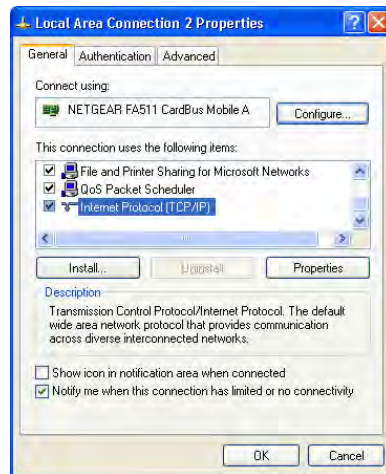 Local Area Connection 2 Properties
General Authentication Advanced
Connect using:
NETGEAR FA511 CardBus Mobile A
Configure...
This connection uses the following items:
File and Printer Sharing for Microsoft Networks
QoS Packet Scheduler
Internet Protocol (TCP/IP)
Install... Uninstall Properties
Description
Transmission Control Protocol/Internet Protocol. The default
wide area network protocol that provides communication
across diverse interconnected networks.
Show icon in notification area when connected
Notify me when this connection has limited or no connectivity
OK Cancel